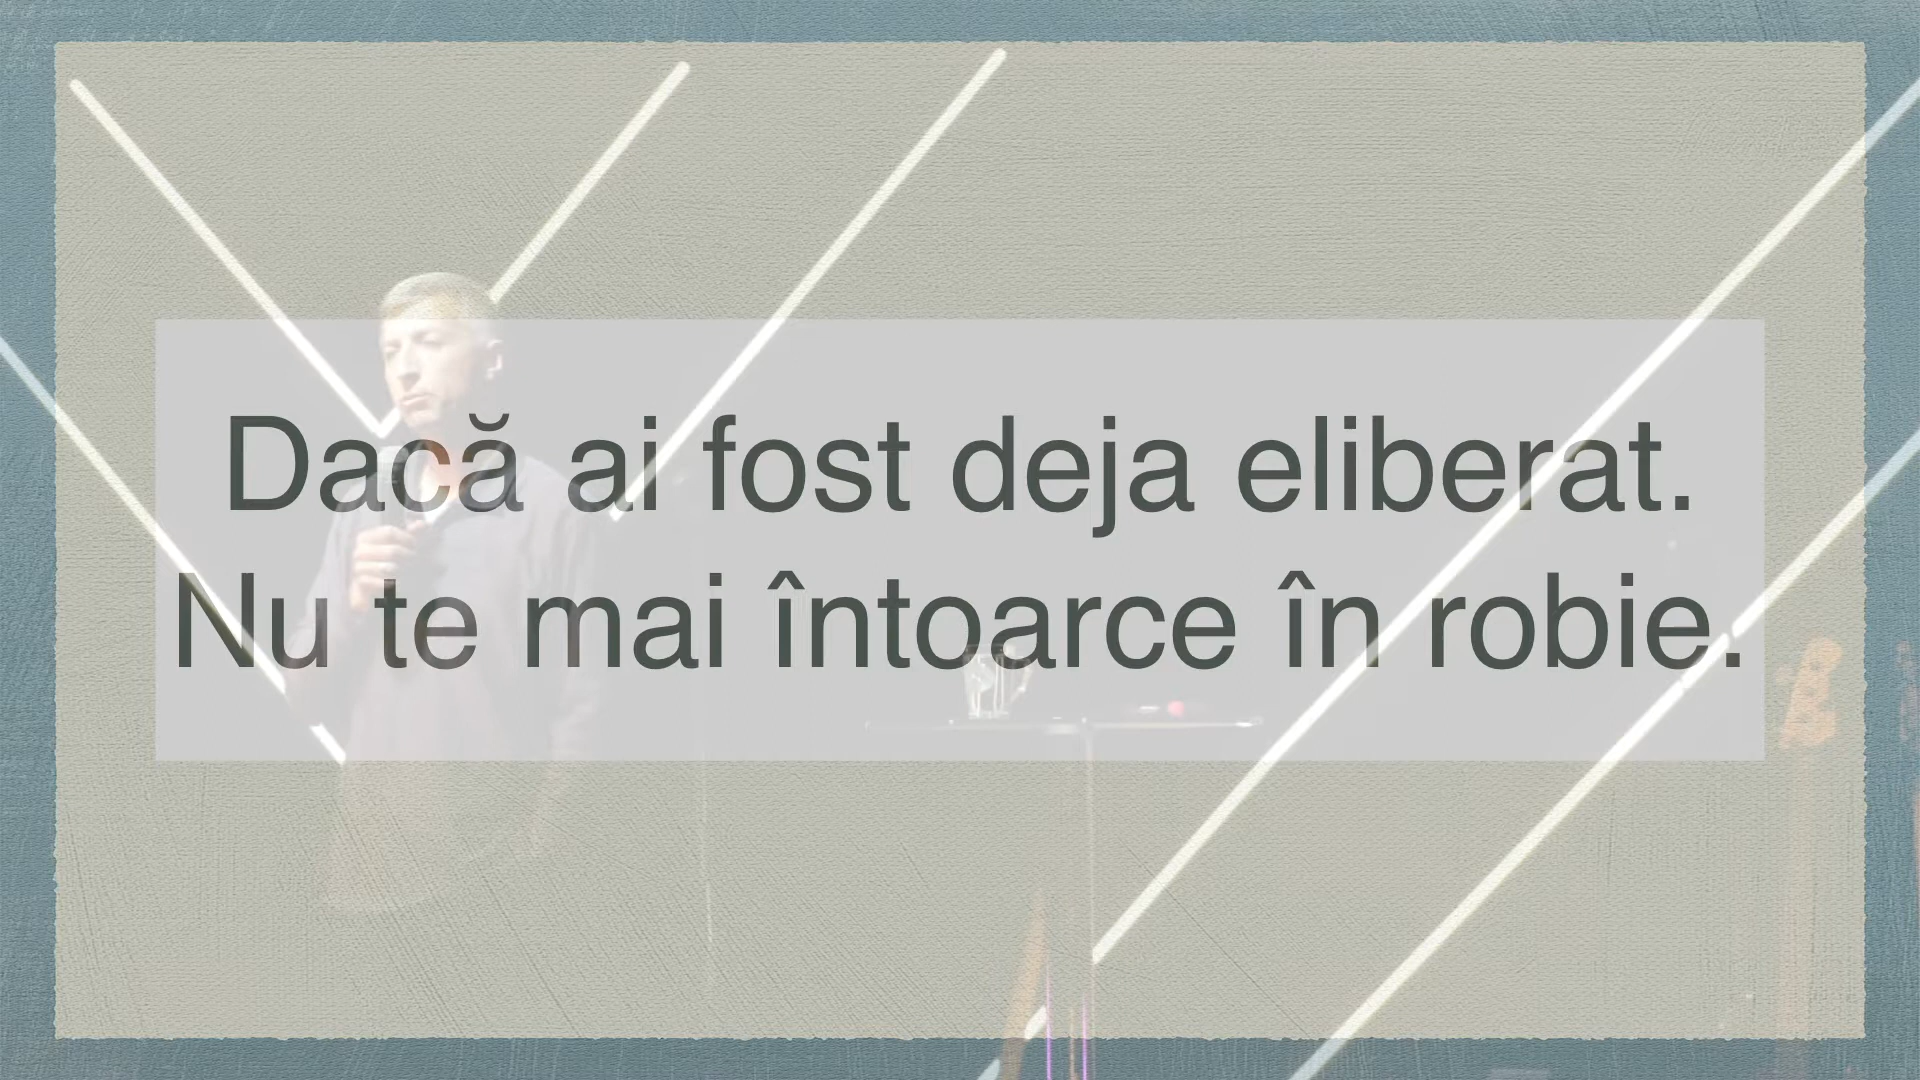 Dacă ai fost deja eliberat.
Nu te mai întoarce în robie.